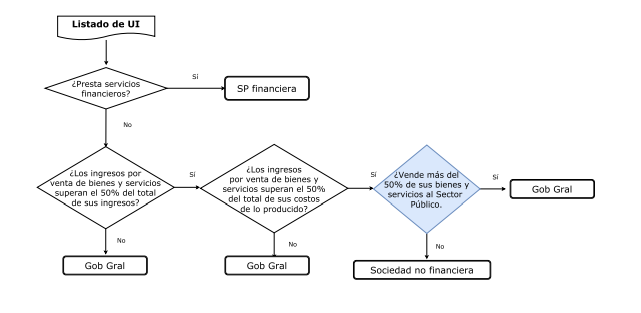 Listado de UI
¿Presta servicios
financieros?
Sí
SP financiera
No
¿Los ingresos por
venta de bienes y servicios
superan el 50% del total
de sus ingresos?
Sí
¿Los ingresos
por venta de bienes y
servicios superan el 50%
del total de sus costos
de lo producido?
Sí
¿Vende más del
50% de sus bienes y
servicios al Sector
Público.
Sí
Gob Gral
No
Gob Gral
No
Gob Gral
No
Sociedad no financiera